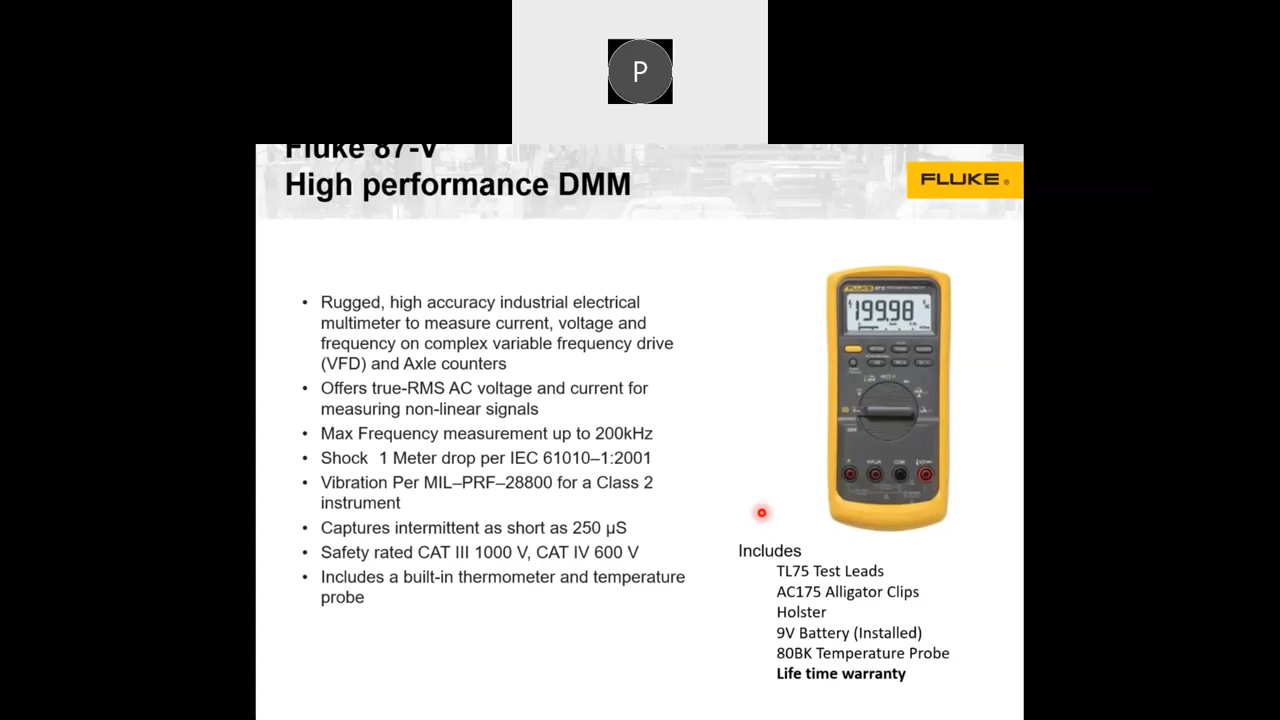 P
Fluke 87-V
High performance DMM
FLUKE ®
• Rugged, high accuracy industrial electrical
multimeter to measure current, voltage and
frequency on complex variable frequency drive
(VFD) and Axle counters
• Offers true-RMS AC voltage and current for
measuring non-linear signals
• Max Frequency measurement up to 200kHz
• Shock 1 Meter drop per IEC 61010–1:2001
• Vibration Per MIL–PRF–28800 for a Class 2
instrument
• Captures intermittent as short as 250 µS
• Safety rated CAT III 1000 V, CAT IV 600 V
• Includes a built-in thermometer and temperature
probe
FLUKE
199.98
OFF
A
COM
Includes
TL75 Test Leads
AC175 Alligator Clips
Holster
9V Battery (Installed)
80BK Temperature Probe
Life time warranty